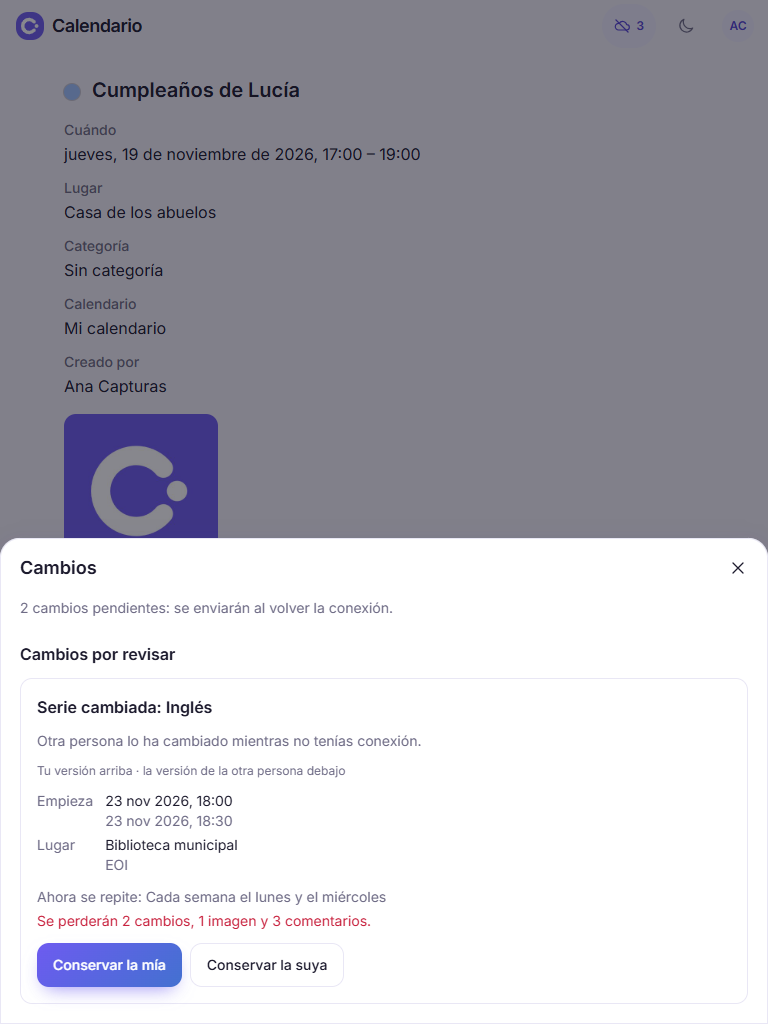 Calendario
3
AC
Cumpleaños de Lucía
Cuándo
jueves, 19 de noviembre de 2026, 17:00 – 19:00
Lugar
Casa de los abuelos
Categoría
Sin categoría
Calendario
Mi calendario
Creado por
Ana Capturas
Cambios
2 cambios pendientes: se enviarán al volver la conexión.
Cambios por revisar
Serie cambiada: Inglés
Otra persona lo ha cambiado mientras no tenías conexión.
Tu versión arriba · la versión de la otra persona debajo
Empieza 23 nov 2026, 18:00
23 nov 2026, 18:30
Lugar Biblioteca municipal
EOI
Ahora se repite: Cada semana el lunes y el miércoles
Se perderán 2 cambios, 1 imagen y 3 comentarios.
Conservar la mía Conservar la suya